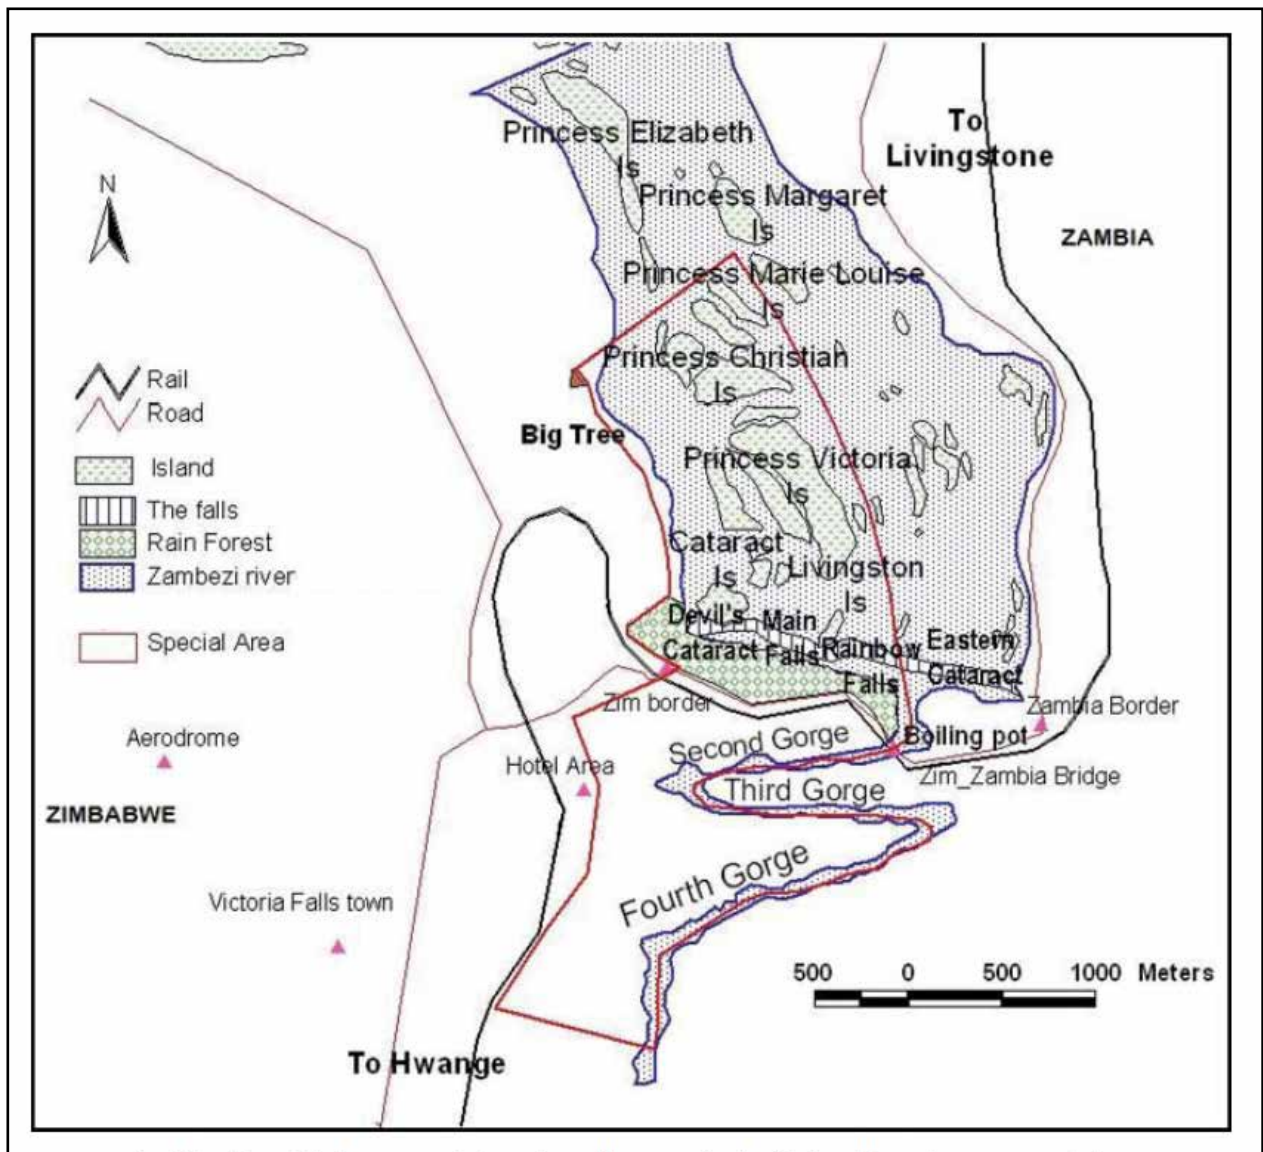 To
Livingstone
Princess Elizabeth
Is
Princess Margaret
Is
ZAMBIA
N
Princess Marie Louise
Is
Princess Christian
Is
Rail
Road
Big Tree
Princess Victoria
Is
Island
The falls
Rain Forest
Zambezi river
Special Area
Cataract
Is
Livingston
Is
Devil's
Cataract
Main
Falls
Rainbow
Falls
Eastern
Cataract
Zim border
Zambia Border
Aerodrome
Second Gorge
Boiling pot
Hotel Area
Zim_Zambia Bridge
Third Gorge
ZIMBABWE
Fourth Gorge
Victoria Falls town
500 0 500 1000 Meters
To Hwange